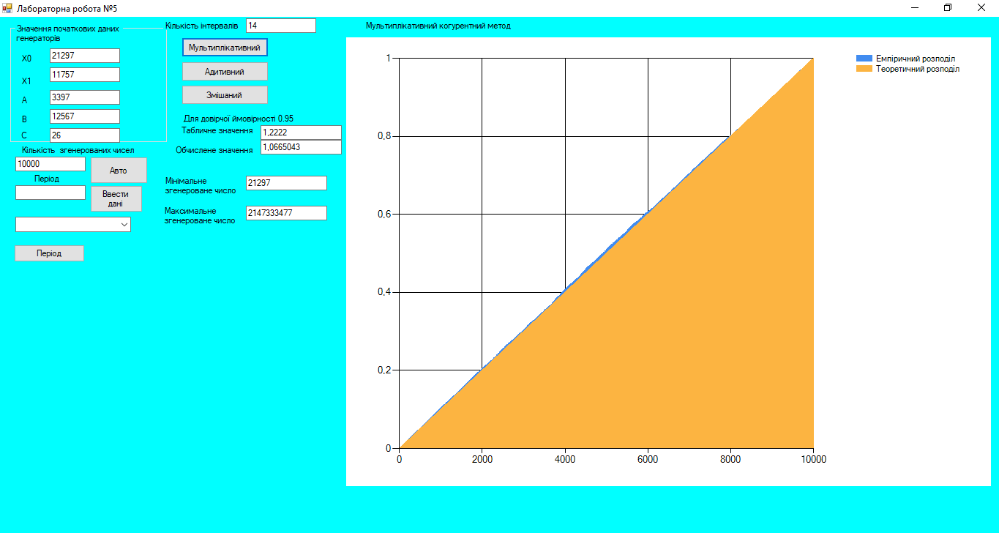 Лабораторна робота №5
Значення початкових даних
генераторів
X0
21297
X1
11757
A
3397
B
12567
C
26
Кількість згенерованих чисел
10000
Авто
Період
Ввести
дані
Період
Кількість інтервалів
14
Мультиплікативний
Адитивний
Змішаний
Для довірчої ймовірності 0.95
Табличне значення
1,2222
Обчислене значення
1,0665043
Мінімальне
згенероване число
21297
Максимальне
згенероване число
2147333477
Мультиплікативний когурентний метод
Емпіричний розподіл
Теоретичний розподіл
1
0,8
0,6
0,4
0,2
0
0
2000
4000
6000
8000
10000